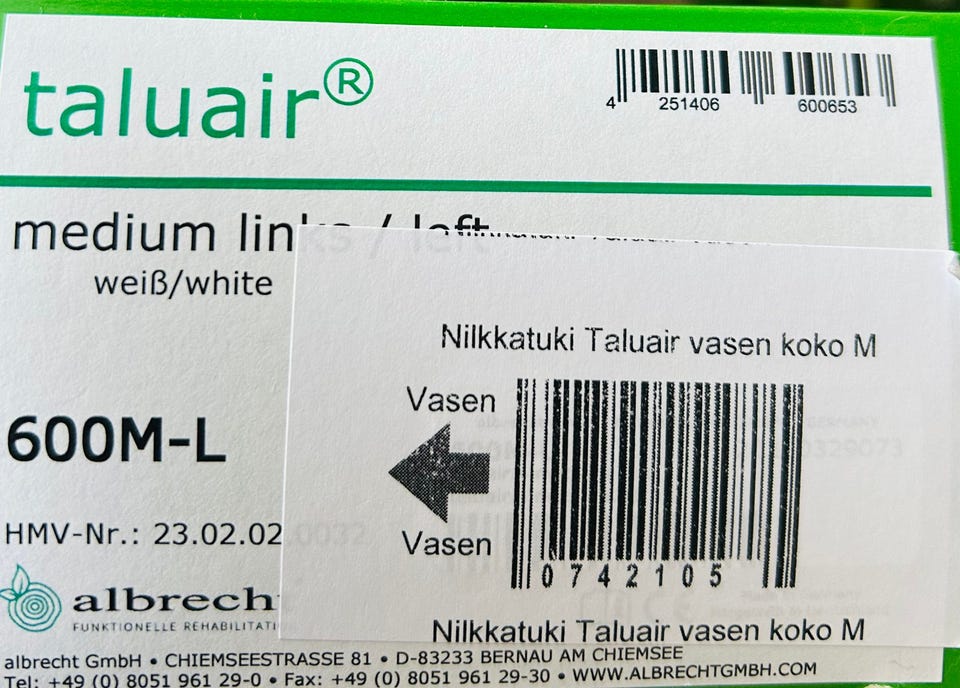 taluair®
4 251406 600653
medium links / left
weiß/white
Nilkkatuki Taluair vasen koko M
Vasen
600M-L
Vasen
HMV-Nr.: 23.02.02.0032
0742105
albrecht
FUNKTIONELLE REHABILITATI
Nilkkatuki Taluair vasen koko M
albrecht GmbH • CHIEMSEESTRASSE 81 • D-83233 BERNAU AM CHIEMSEE
Tel: +49 (0) 8051 961 29-0 • Fax: +49 (0) 8051 961 29-30 • WWW.ALBRECHTGMBH.COM